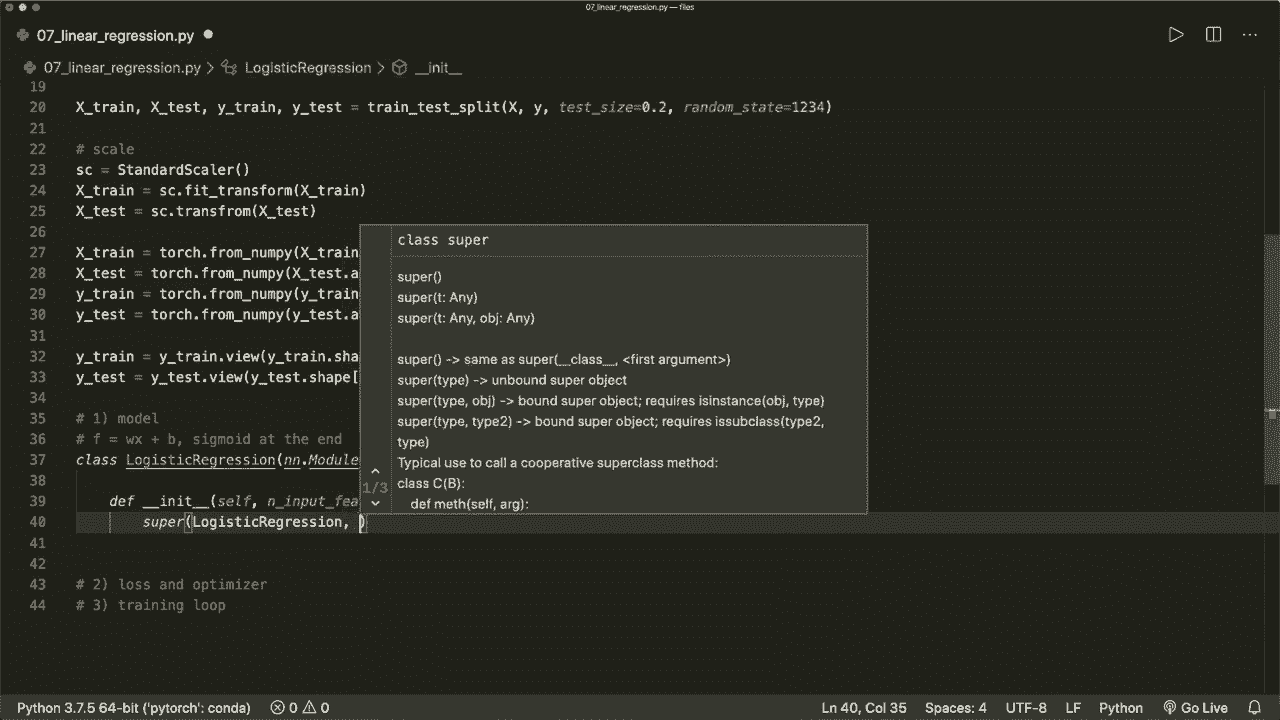 07_linear_regression.py — files
07_linear_regression.py
07_linear_regression.py > LogisticRegression > __init__
19
20 X_train, X_test, y_train, y_test = train_test_split(X, y, test_size=0.2, random_state=1234)
21
22 # scale
23 sc = StandardScaler()
24 X_train = sc.fit_transform(X_train)
25 X_test = sc.transfrom(X_test)
26
27 X_train = torch.from_numpy(X_train
28 X_test = torch.from_numpy(X_test.a
29 y_train = torch.from_numpy(y_train
30 y_test = torch.from_numpy(y_test.a
31
32 y_train = y_train.view(y_train.sha
33 y_test = y_test.view(y_test.shape[
34
35 # 1) model
36 # f = wx + b, sigmoid at the end
37 class LogisticRegression(nn.Module
38
39 def __init__(self, n_input_fea
40 super(LogisticRegression, )
41
42
43 # 2) loss and optimizer
44 # 3) training loop
class super
super()
super(t: Any)
super(t: Any, obj: Any)
super() -> same as super(__class__, <first argument>)
super(type) -> unbound super object
super(type, obj) -> bound super object; requires isinstance(obj, type)
super(type, type2) -> bound super object; requires issubclass(type2,
type)
Typical use to call a cooperative superclass method:
1/3
class C(B):
def meth(self, arg):
Python 3.7.5 64-bit ('pytorch': conda) 0 0 Ln 40, Col 35 Spaces: 4 UTF-8 LF Python Go Live